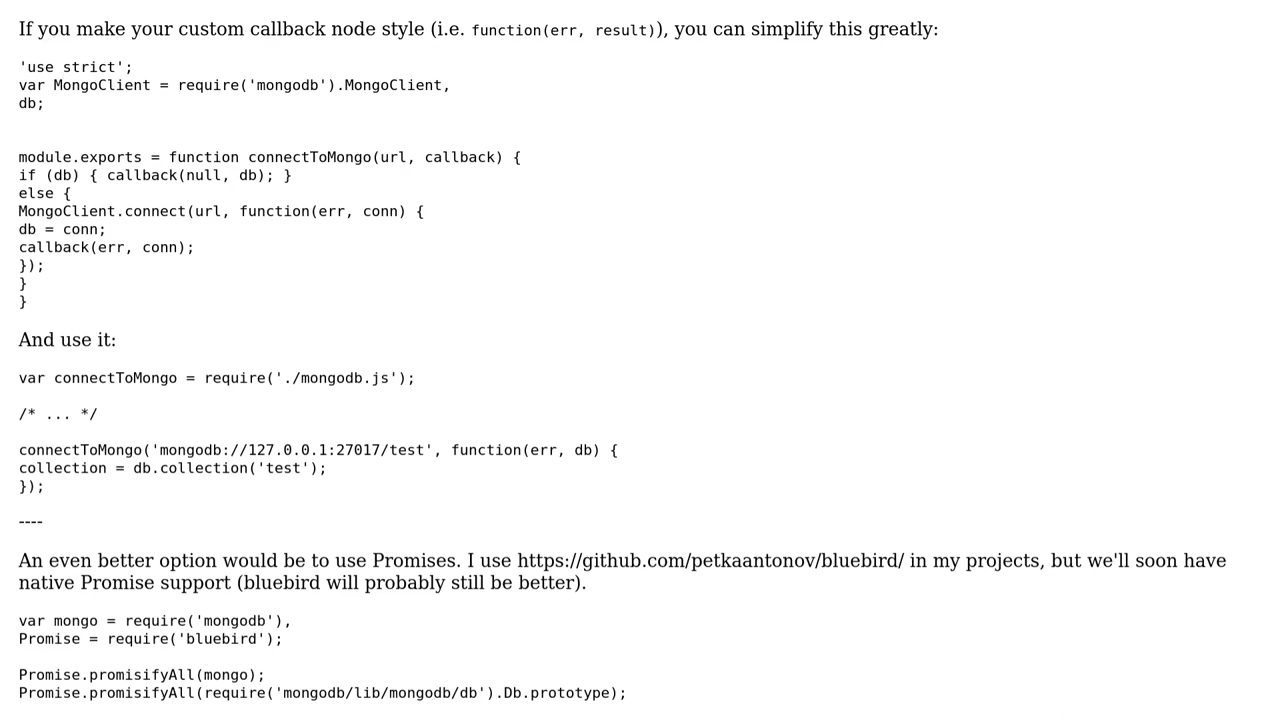 If you make your custom callback node style (i.e. function(err, result)), you can simplify this greatly:
'use strict';
var MongoClient = require('mongodb').MongoClient,
db;
module.exports = function connectToMongo(url, callback) {
if (db) { callback(null, db); }
else {
MongoClient.connect(url, function(err, conn) {
db = conn;
callback(err, conn);
});
}
}
And use it:
var connectToMongo = require('./mongodb.js');
/* ... */
connectToMongo('mongodb://127.0.0.1:27017/test', function(err, db) {
collection = db.collection('test');
});
----
An even better option would be to use Promises. I use https://github.com/petkaantonov/bluebird/ in my projects, but we'll soon have
native Promise support (bluebird will probably still be better).
var mongo = require('mongodb'),
Promise = require('bluebird');
Promise.promisifyAll(mongo);
Promise.promisifyAll(require('mongodb/lib/mongodb/db').Db.prototype);